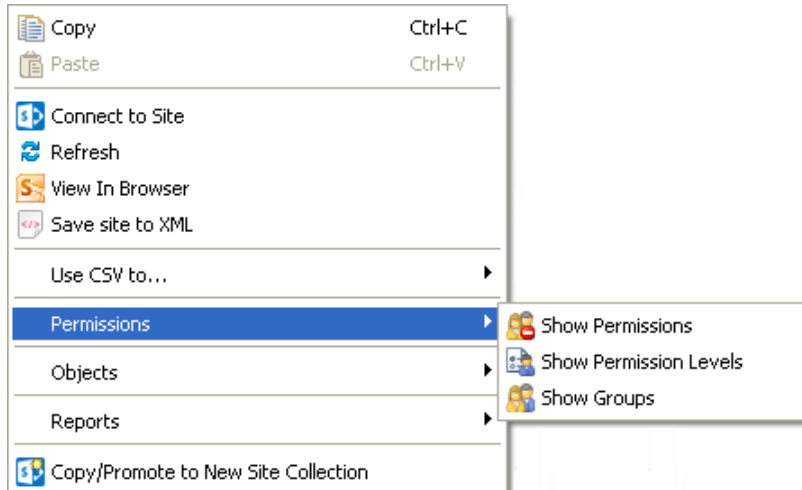 Copy Ctrl+C
Paste Ctrl+V
Connect to Site
Refresh
View In Browser
Save site to XML
Use CSV to...
Permissions
Show Permissions
Show Permission Levels
Show Groups
Objects
Reports
Copy/Promote to New Site Collection